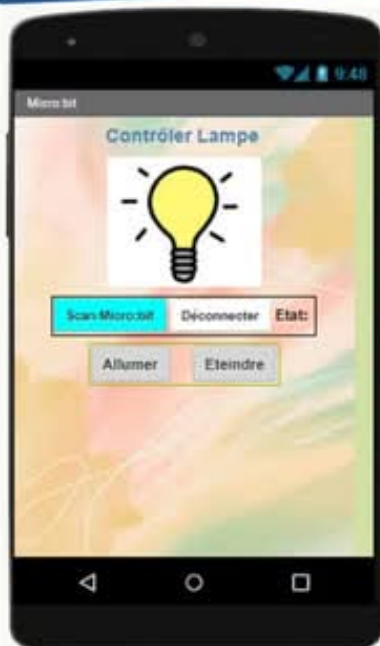 9:48
Micro:bit
Contrôler Lampe
Scan Micro:bit Déconnecter Etat:
Allumer Eteindre